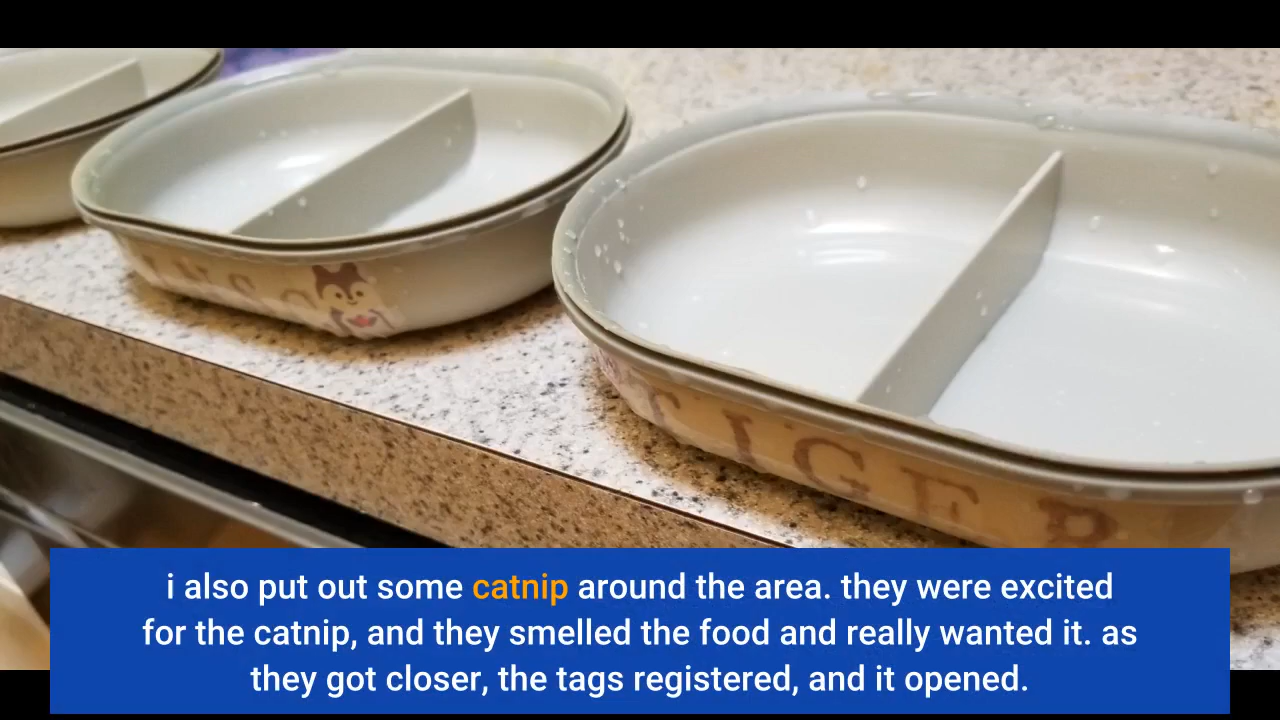 TIGER
i also put out some catnip around the area. they were excited
for the catnip, and they smelled the food and really wanted it. as
they got closer, the tags registered, and it opened.